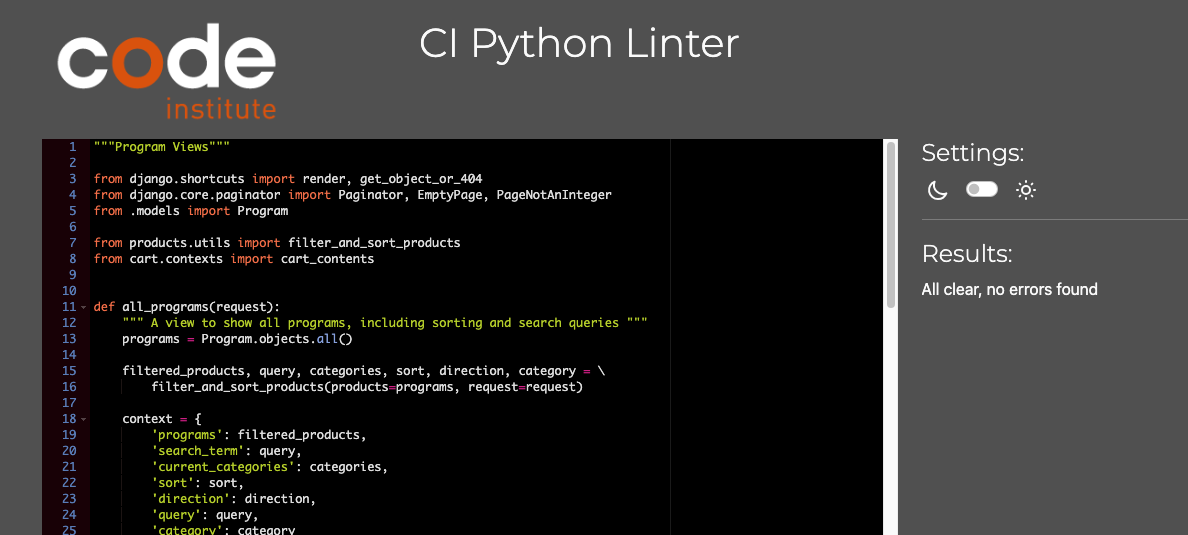 code
institute
CI Python Linter
1 """Program Views"""
2
3 from django.shortcuts import render, get_object_or_404
4 from django.core.paginator import Paginator, EmptyPage, PageNotAnInteger
5 from .models import Program
6
7 from products.utils import filter_and_sort_products
8 from cart.contexts import cart_contents
9
10
11 def all_programs(request):
12 """ A view to show all programs, including sorting and search queries """
13 programs = Program.objects.all()
14
15 filtered_products, query, categories, sort, direction, category = \
16 filter_and_sort_products(products=programs, request=request)
17
18 context = {
19 'programs': filtered_products,
20 'search_term': query,
21 'current_categories': categories,
22 'sort': sort,
23 'direction': direction,
24 'query': query,
25 'category': category
Settings:
Results:
All clear, no errors found